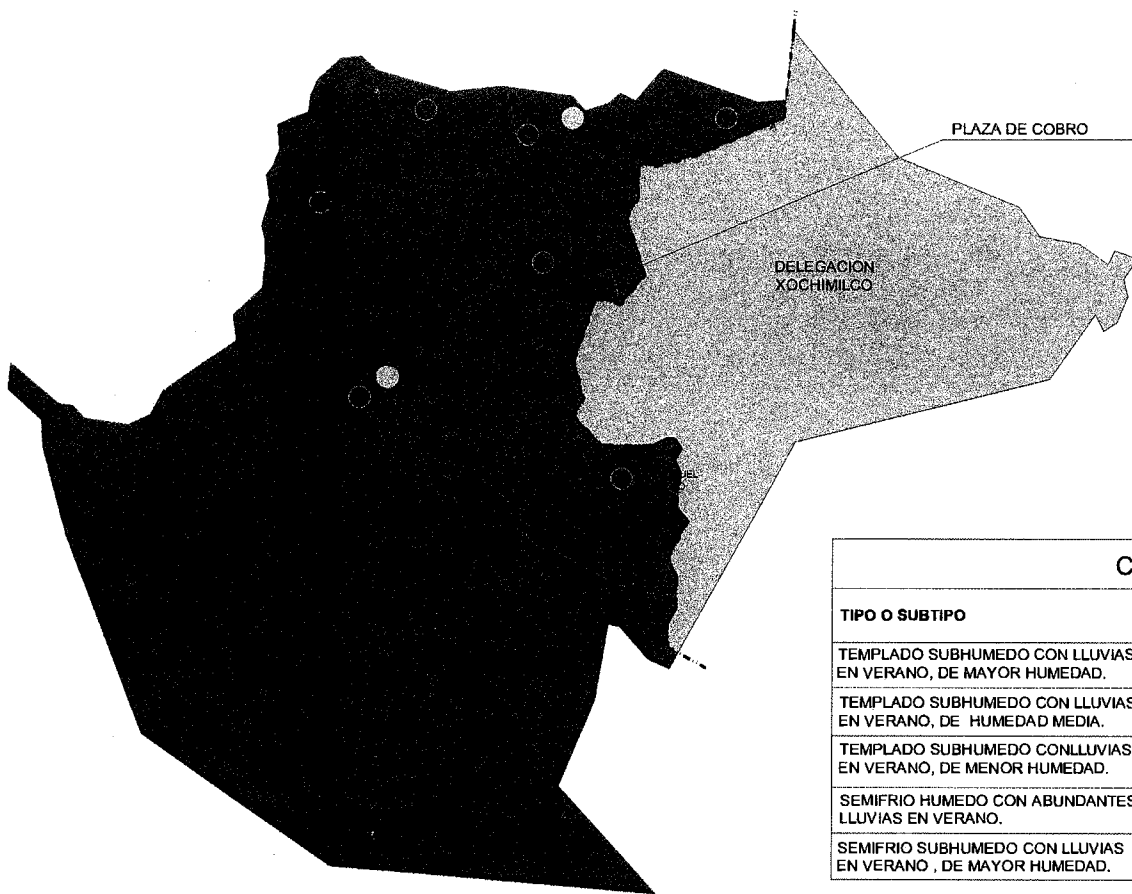 PLAZA DE COBRO
DELEGACION
XOCHIMILCO
C
TIPO O SUBTIPO
TEMPLADO SUBHUMEDO CON LLUVIAS
EN VERANO, DE MAYOR HUMEDAD.
TEMPLADO SUBHUMEDO CON LLUVIAS
EN VERANO, DE HUMEDAD MEDIA.
TEMPLADO SUBHUMEDO CONLLUVIAS
EN VERANO, DE MENOR HUMEDAD.
SEMIFRIO HUMEDO CON ABUNDANTES
LLUVIAS EN VERANO.
SEMIFRIO SUBHUMEDO CON LLUVIAS
EN VERANO , DE MAYOR HUMEDAD.